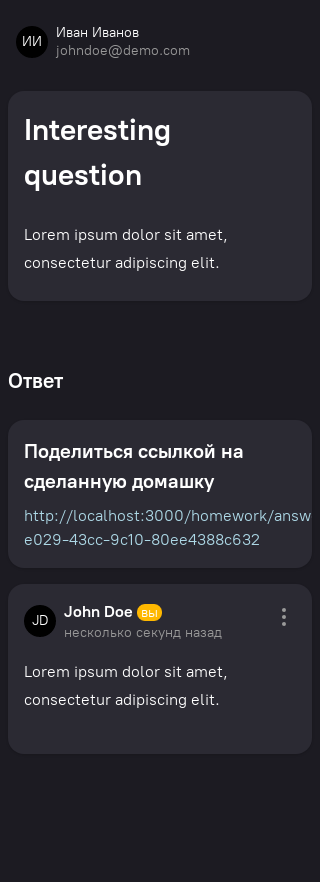 ИИ
Иван Иванов
johndoe@demo.com
Interesting
question
Lorem ipsum dolor sit amet,
consectetur adipiscing elit.
Ответ
Поделиться ссылкой на
сделанную домашку
http://localhost:3000/homework/answ
e029-43cc-9c10-80ee4388c632
JD
John Doe вы
несколько секунд назад
Lorem ipsum dolor sit amet,
consectetur adipiscing elit.